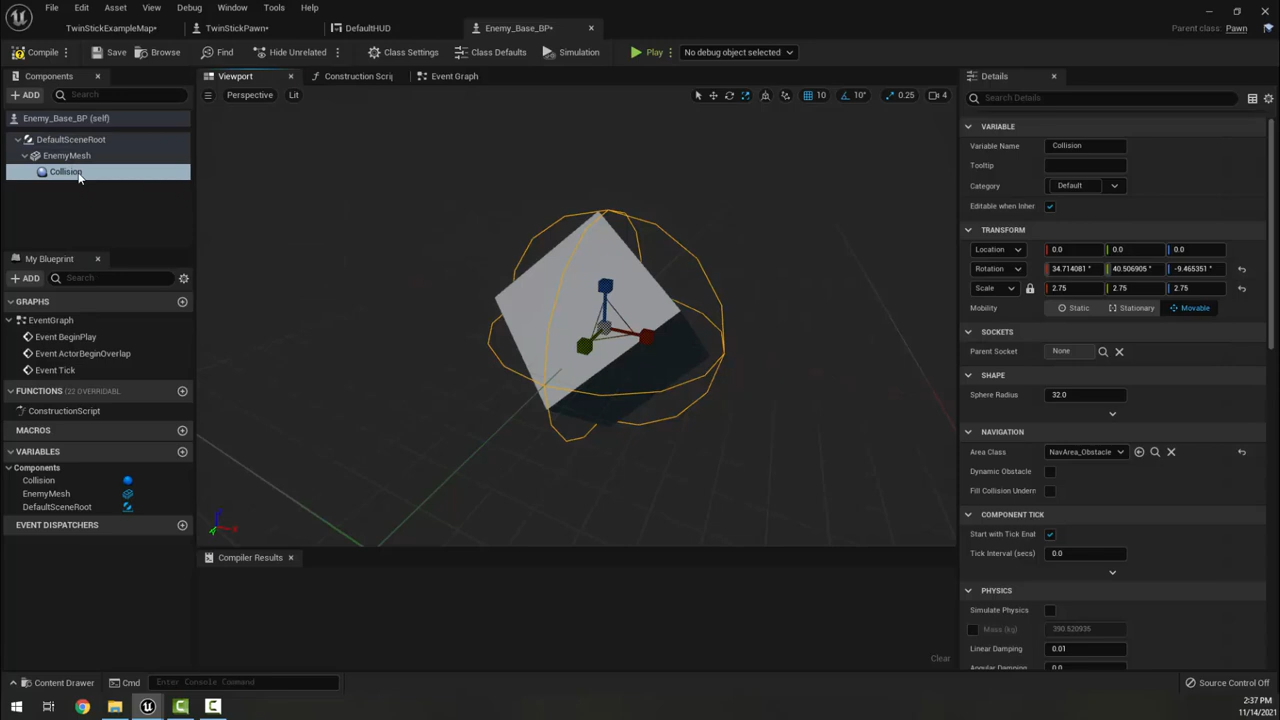 File Edit Asset View Debug Window Tools Help
TwinStickExampleMap* TwinStickPawn* DefaultHUD Enemy_Base_BP* Parent class: Pawn
Compile Save Browse Find Hide Unrelated Class Settings Class Defaults Simulation Play No debug object selected
Components Viewport Construction Scri Event Graph Details
ADD Search Perspective Lit 10 10° 0.25 4 Search Details
Enemy_Base_BP (self)
DefaultSceneRoot
EnemyMesh
Collision
My Blueprint
ADD Search
GRAPHS
EventGraph
Event BeginPlay
Event ActorBeginOverlap
Event Tick
FUNCTIONS (22 OVERRIDABL
ConstructionScript
MACROS
VARIABLES
Components
Collision
EnemyMesh
DefaultSceneRoot
EVENT DISPATCHERS
Compiler Results
Clear
VARIABLE
Variable Name Collision
Tooltip
Category Default
Editable when Inher
TRANSFORM
Location 0.0 0.0 0.0
Rotation 34.714081 ° 40.506905 ° -9.465351 °
Scale 2.75 2.75 2.75
Mobility Static Stationary Movable
SOCKETS
Parent Socket None
SHAPE
Sphere Radius 32.0
NAVIGATION
Area Class NavArea_Obstacle
Dynamic Obstacle
Fill Collision Undern
COMPONENT TICK
Start with Tick Enal
Tick Interval (secs) 0.0
PHYSICS
Simulate Physics
Mass (kg) 390.520935
Linear Damping 0.01
Angular Damping 0.0
Content Drawer Cmd Enter Console Command Source Control Off
2:37 PM
11/14/2021